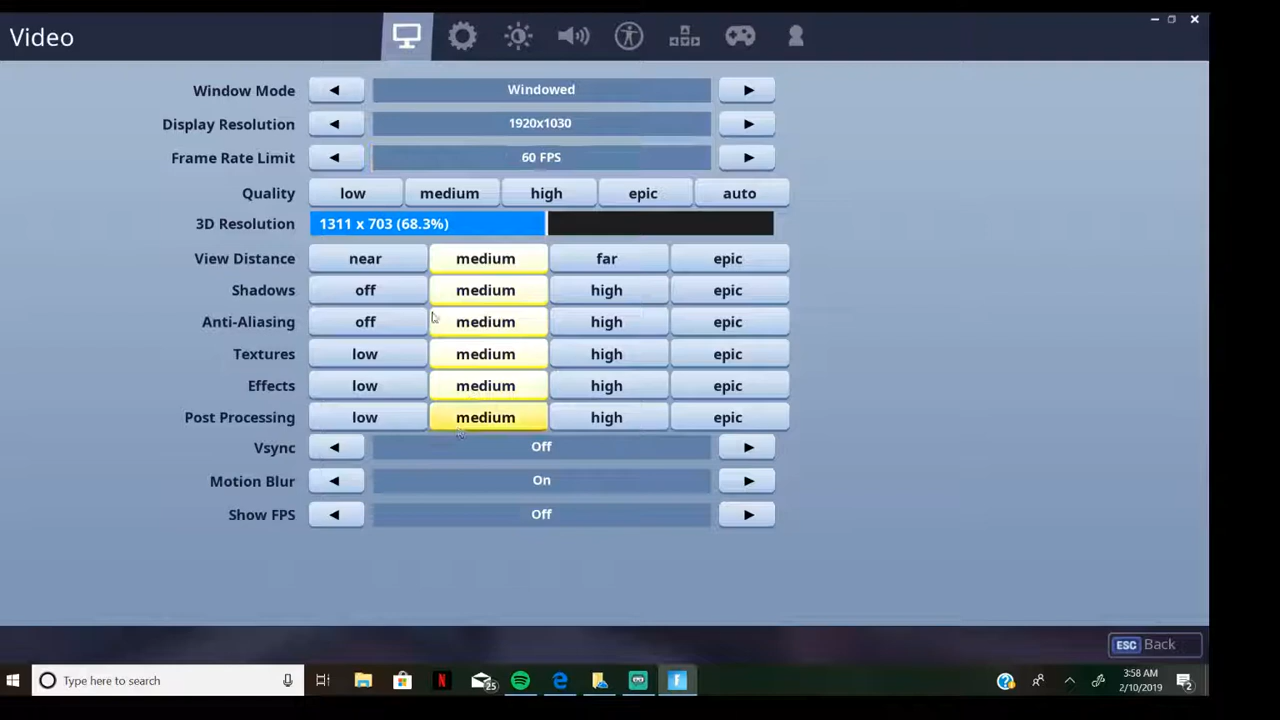 Video
Window Mode Windowed
Display Resolution 1920x1030
Frame Rate Limit 60 FPS
Quality low medium high epic auto
3D Resolution 1311 x 703 (68.3%)
View Distance near medium far epic
Shadows off medium high epic
Anti-Aliasing off medium high epic
Textures low medium high epic
Effects low medium high epic
Post Processing low medium high epic
Vsync Off
Motion Blur On
Show FPS Off
ESC Back
Type here to search
N
25
e
F
?
3:58 AM
2/10/2019
2